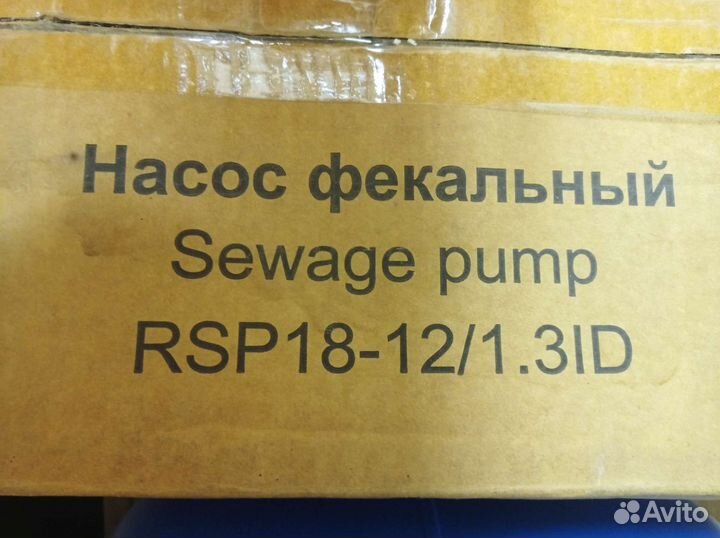 Насос фекальный
Sewage pump
RSP18-12/1.3ID
Avito